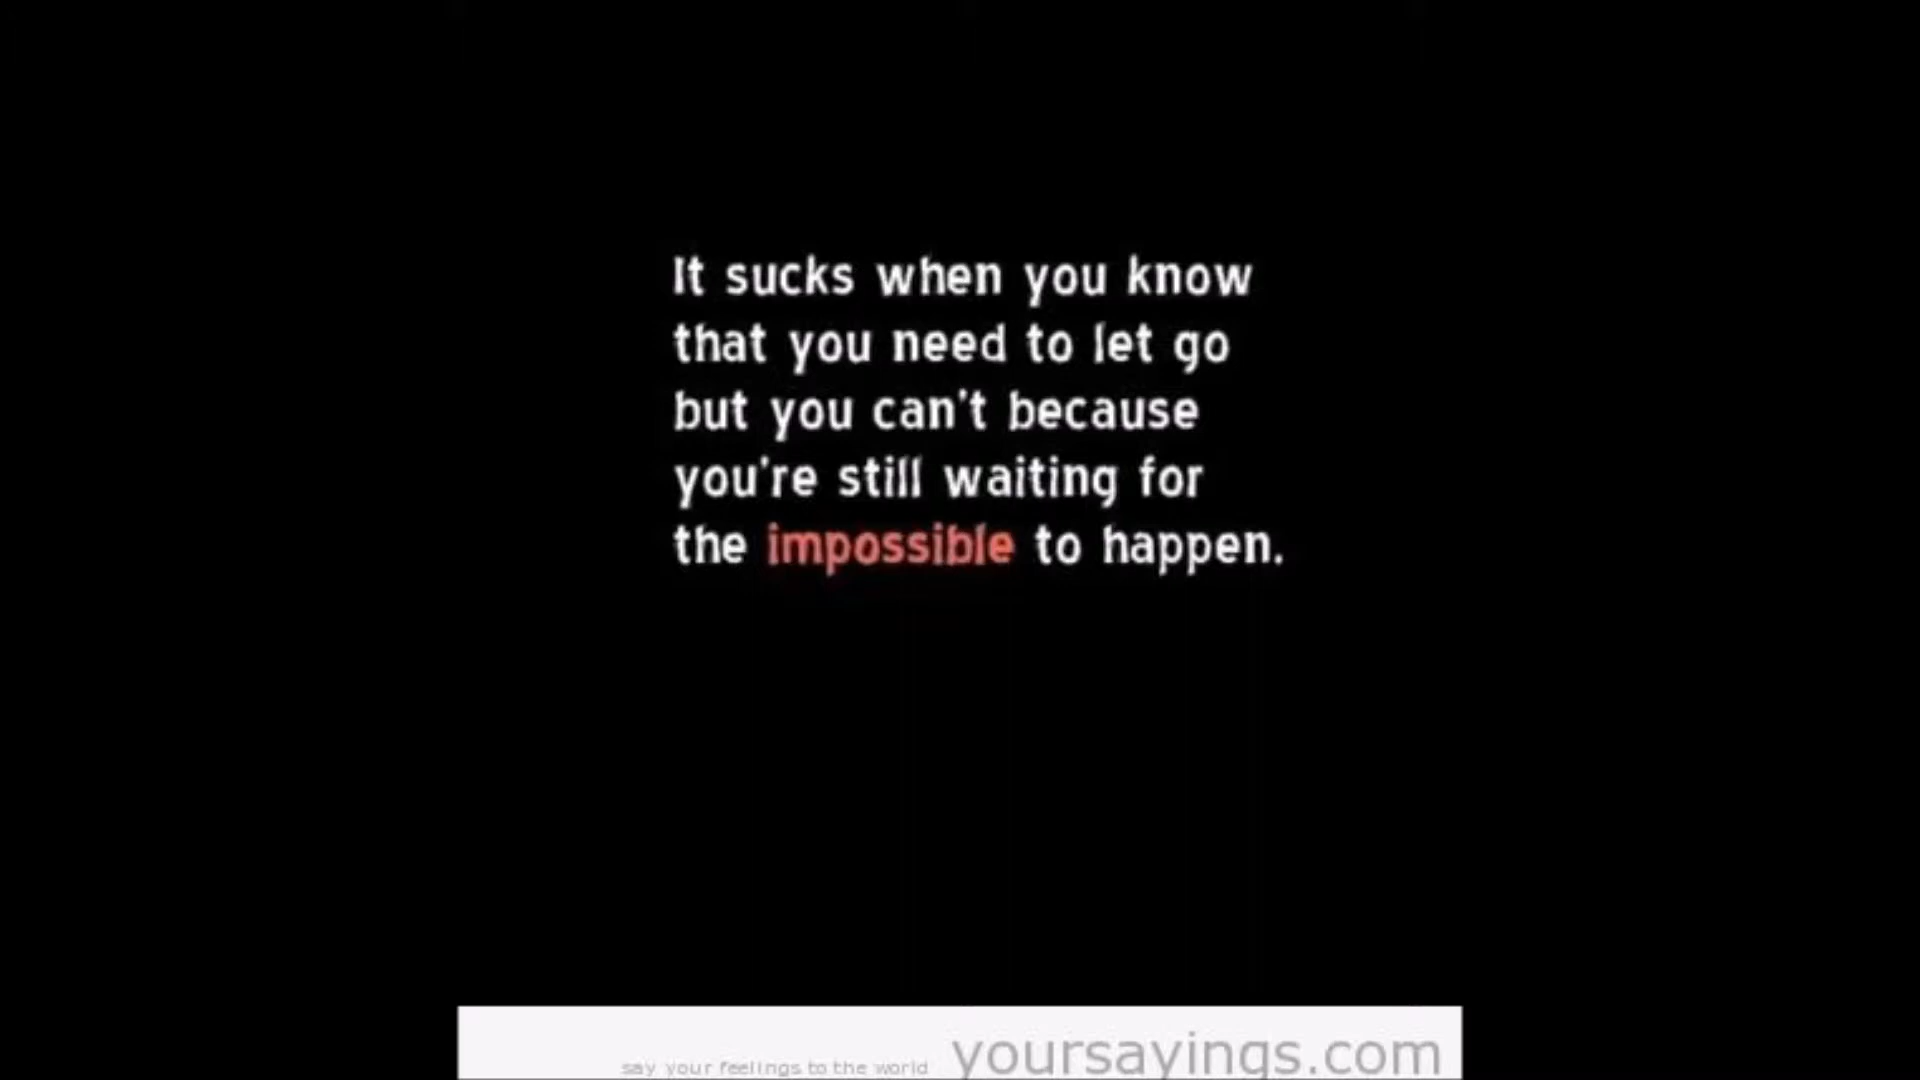 It sucks when you know
that you need to let go
but you can't because
you're still waiting for
the impossible to happen.
say your feelings to the world yoursayings.com